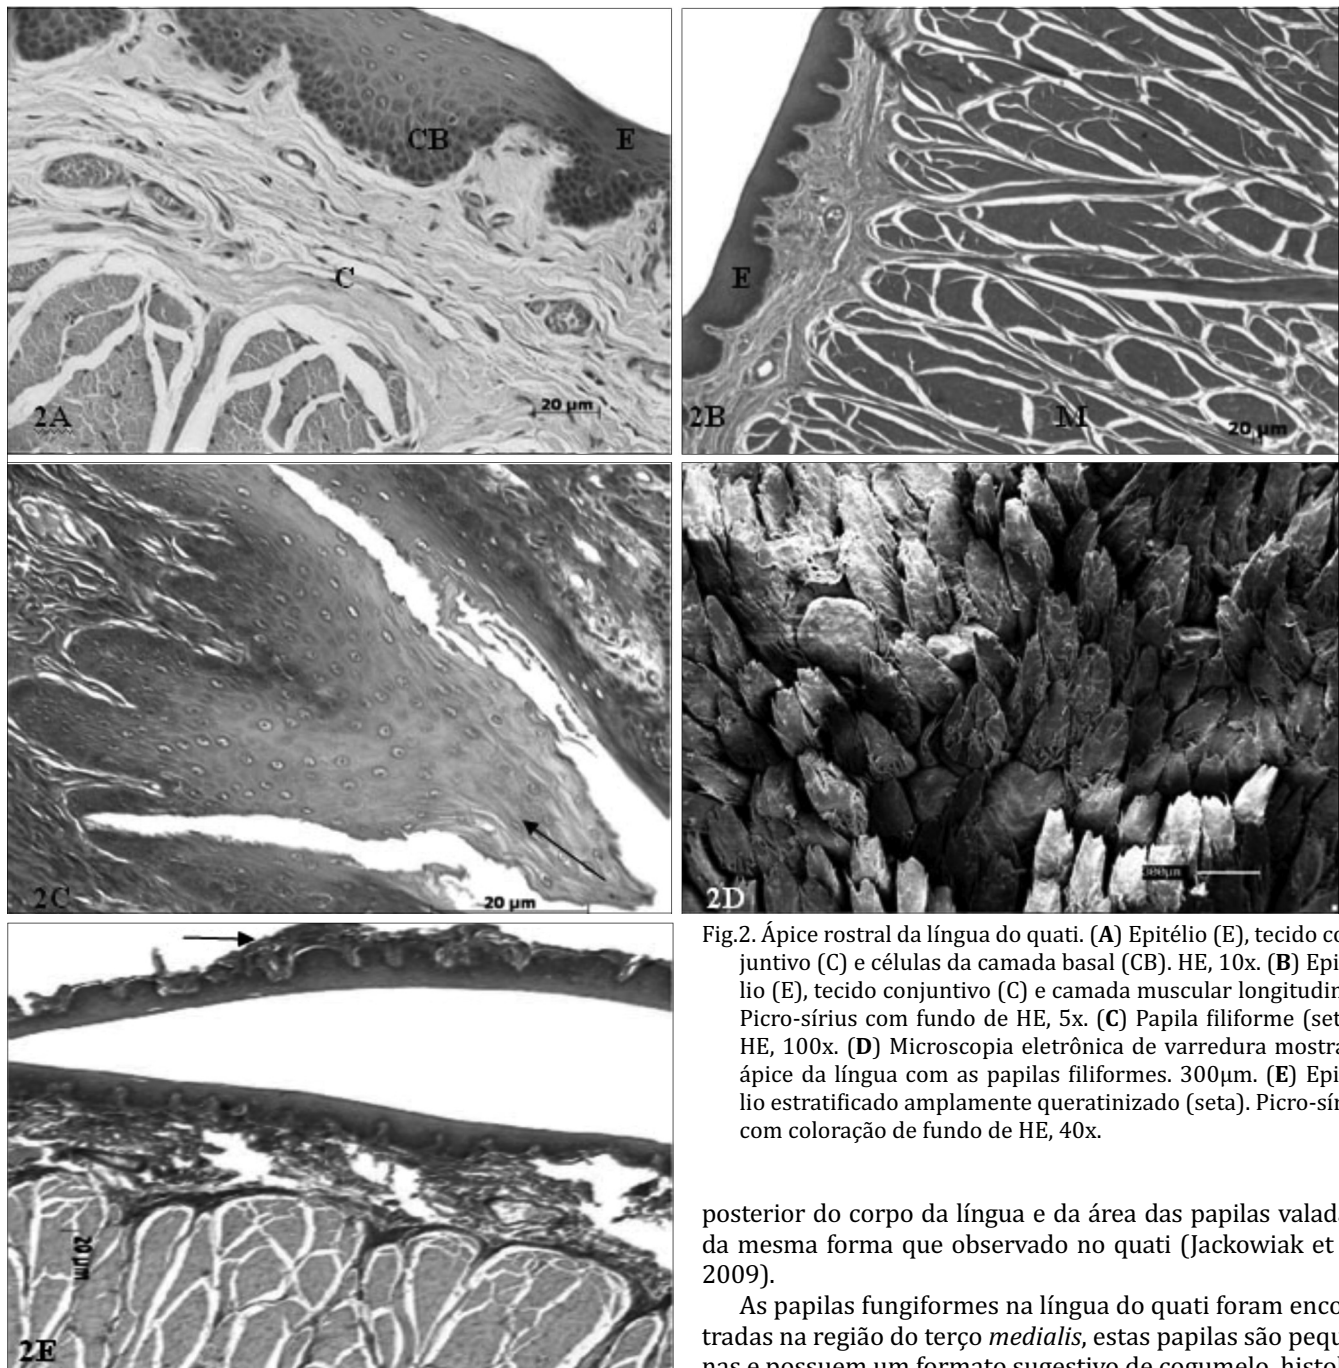 CB
E
C
2A
20 µm
E
2B
M
20 µm
2C
20 µm
2D
300µm
20 µm
2E
Fig.2. Ápice rostral da língua do quati. (A) Epitélio (E), tecido co
juntivo (C) e células da camada basal (CB). HE, 10x. (B) Epi
lio (E), tecido conjuntivo (C) e camada muscular longitudin
Picro-sírius com fundo de HE, 5x. (C) Papila filiforme (set
HE, 100x. (D) Microscopia eletrônica de varredura mostra
ápice da língua com as papilas filiformes. 300µm. (E) Epi
lio estratificado amplamente queratinizado (seta). Picro-sír
com coloração de fundo de HE, 40x.
posterior do corpo da língua e da área das papilas valad
da mesma forma que observado no quati (Jackowiak et
2009).
As papilas fungiformes na língua do quati foram enco
tradas na região do terço medialis, estas papilas são pequ
nas e possuem um formato sugestivo de cogumelo, histo